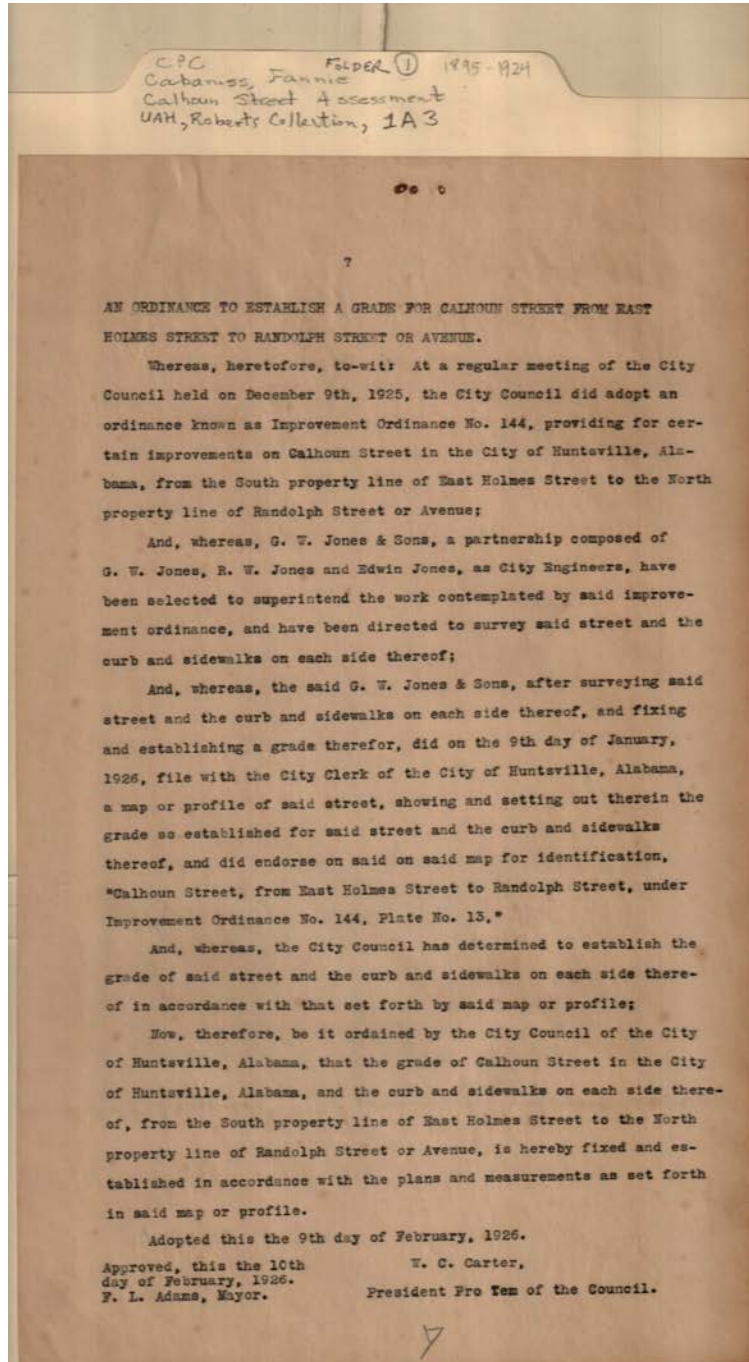 CPC FOLDER 1 1895-1924
Cabaniss, Fannie
Calhoun Street Assessment
UAH, Roberts Collection, 1A3
?
AN ORDINANCE TO ESTABLISH A GRADE FOR CALHOUN STREET FROM EAST
HOLMES STREET TO RANDOLPH STREET OR AVENUE.
Whereas, heretofore, to-wit: At a regular meeting of the City
Council held on December 9th, 1925, the City Council did adopt an
ordinance known as Improvement Ordinance No. 144, providing for cer-
tain improvements on Calhoun Street in the City of Huntsville, Ala-
bama, from the South property line of East Holmes Street to the North
property line of Randolph Street or Avenue;
And, whereas, G. W. Jones & Sons, a partnership composed of
G. W. Jones, R. W. Jones and Edwin Jones, as City Engineers, have
been selected to superintend the work contemplated by said improve-
ment ordinance, and have been directed to survey said street and the
curb and sidewalks on each side thereof;
And, whereas, the said G. W. Jones & Sons, after surveying said
street and the curb and sidewalks on each side thereof, and fixing
and establishing a grade therefor, did on the 9th day of January,
1926, file with the City Clerk of the City of Huntsville, Alabama,
a map or profile of said street, showing and setting out therein the
grade so established for said street and the curb and sidewalks
thereof, and did endorse on said on said map for identification,
"Calhoun Street, from East Holmes Street to Randolph Street, under
Improvement Ordinance No. 144, Plate No. 13,"
And, whereas, the City Council has determined to establish the
grade of said street and the curb and sidewalks on each side there-
of in accordance with that set forth by said map or profile;
Now, therefore, be it ordained by the City Council of the City
of Huntsville, Alabama, that the grade of Calhoun Street in the City
of Huntsville, Alabama, and the curb and sidewalks on each side there-
of, from the South property line of East Holmes Street to the North
property line of Randolph Street or Avenue, is hereby fixed and es-
tablished in accordance with the plans and measurements as set forth
in said map or profile.
Adopted this the 9th day of February, 1926.
Approved, this the 10th
day of February, 1926.
F. L. Adams, Mayor.
W. C. Carter,
President Pro Tem of the Council.